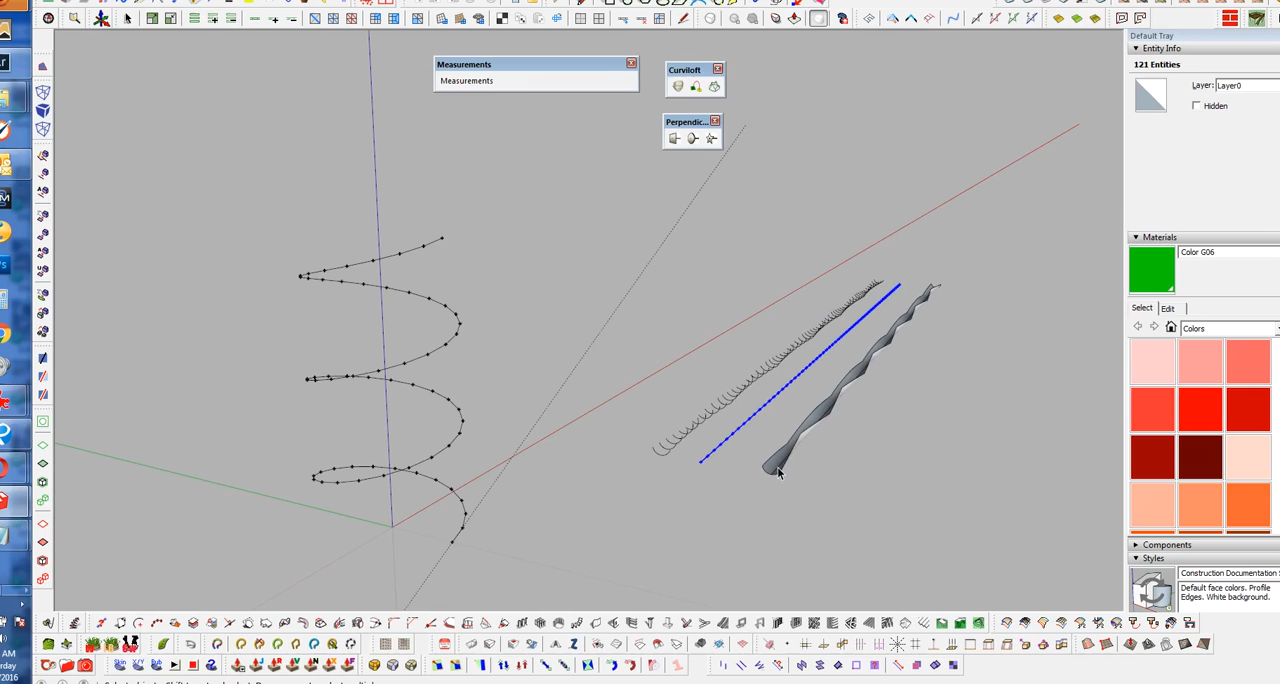 Default Tray
Entity Info
121 Entities
Layer: Layer0
Hidden
Measurements
Measurements
Curviloft
Perpendic...
Materials
Color G06
Select Edit
Colors
Components
Styles
Construction Documentation S
Default face colors. Profile
Edges. White background.
AM